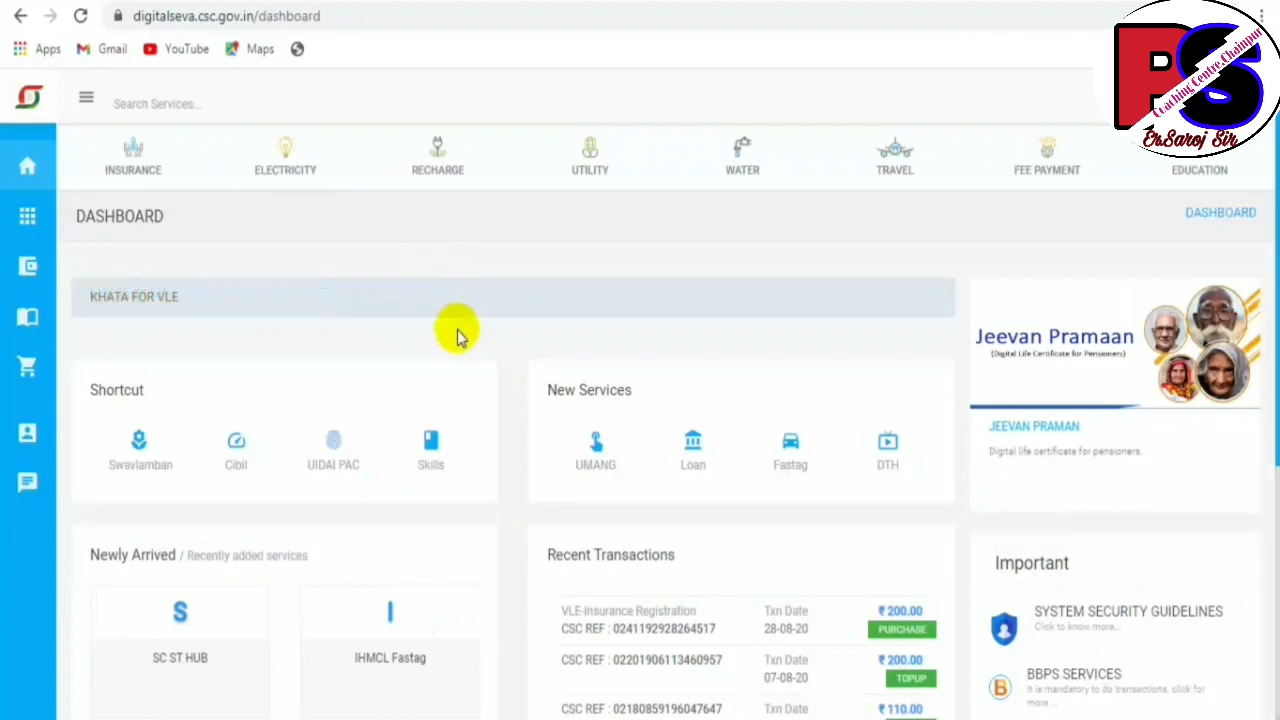 digitalseva.csc.gov.in/dashboard
Apps Gmail YouTube Maps
PS
Coaching Centre, Chainpur
Er.Saroj Sir
Search Services...
INSURANCE ELECTRICITY RECHARGE UTILITY WATER TRAVEL FEE PAYMENT EDUCATION
DASHBOARD
DASHBOARD
KHATA FOR VLE
Jeevan Pramaan
(Digital Life Certificate for Pensioners)
JEEVAN PRAMAN
Digital life certificate for pensioners.
Shortcut
Swavlamban Cibil UIDAI PAC Skills
New Services
UMANG Loan Fastag DTH
Newly Arrived / Recently added services
S
SC ST HUB
I
IHMCL Fastag
Recent Transactions
VLE-Insurance Registration Txn Date ₹ 200.00
CSC REF : 0241192928264517 28-08-20 PURCHASE
CSC REF : 02201906113460957 Txn Date ₹ 200.00
07-08-20 TOPUP
CSC REF : 02180859196047647 Txn Date ₹ 110.00
Important
SYSTEM SECURITY GUIDELINES
Click to know more...
BBPS SERVICES
It is mandatory to do transactions. click for
more ...